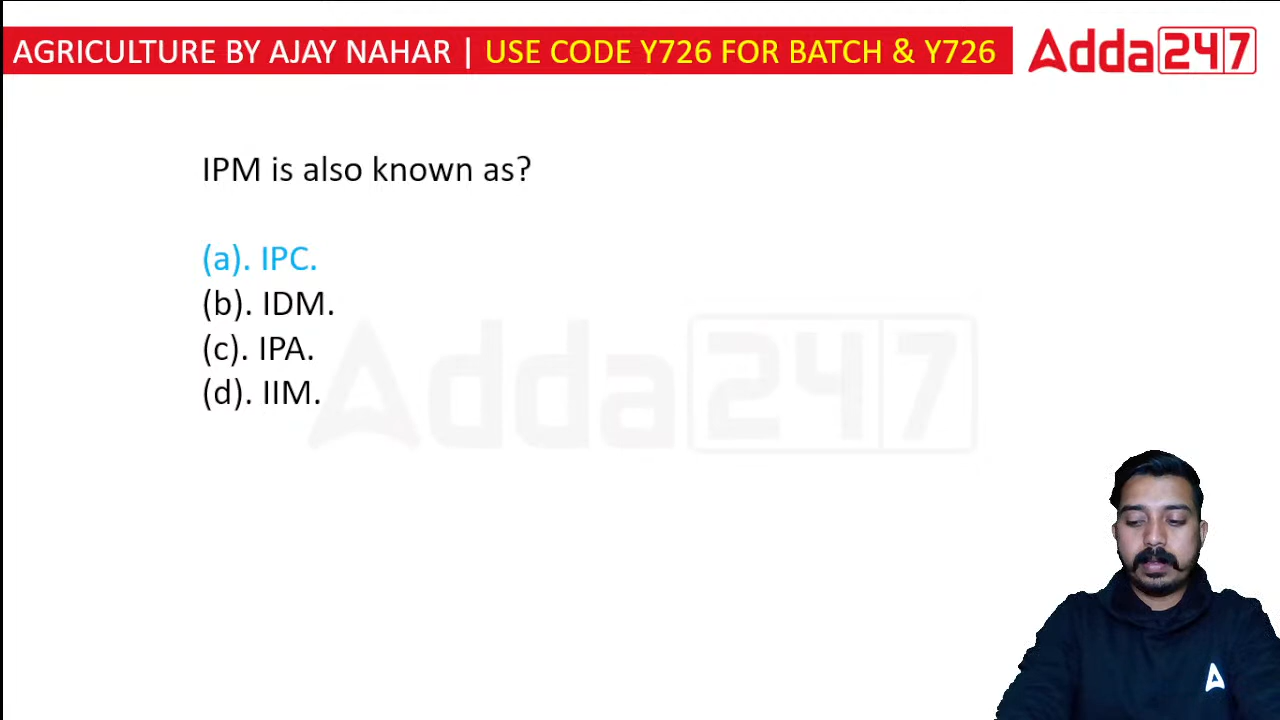 AGRICULTURE BY AJAY NAHAR | USE CODE Y726 FOR BATCH & Y726
Adda247
IPM is also known as?
(a). IPC.
(b). IDM.
(c). IPA.
(d). IIM.
Adda247